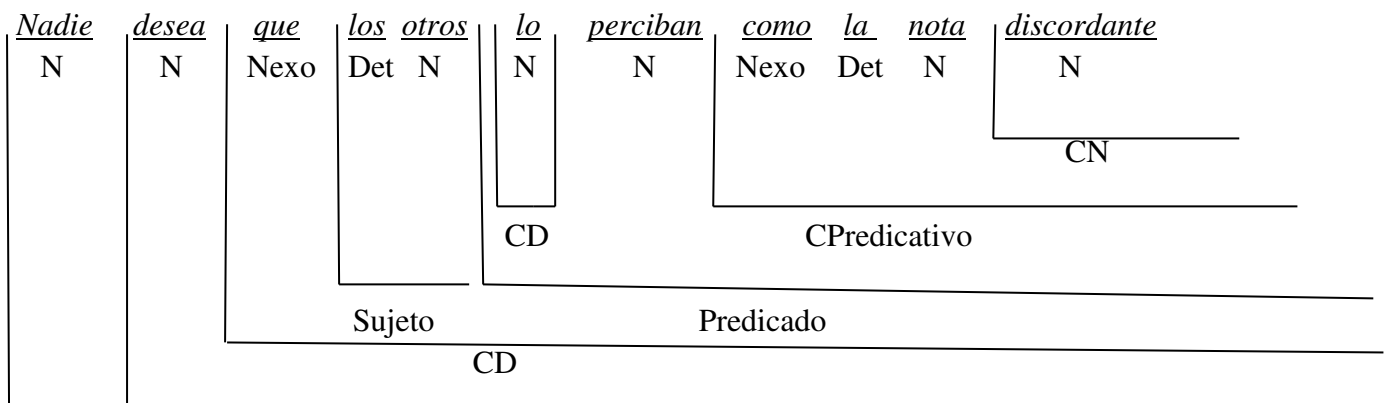 Nadie desea que los otros lo perciban como la nota discordante
N N Nexo Det N N N Nexo Det N N
CN
CD CPredicativo
Sujeto Predicado
CD